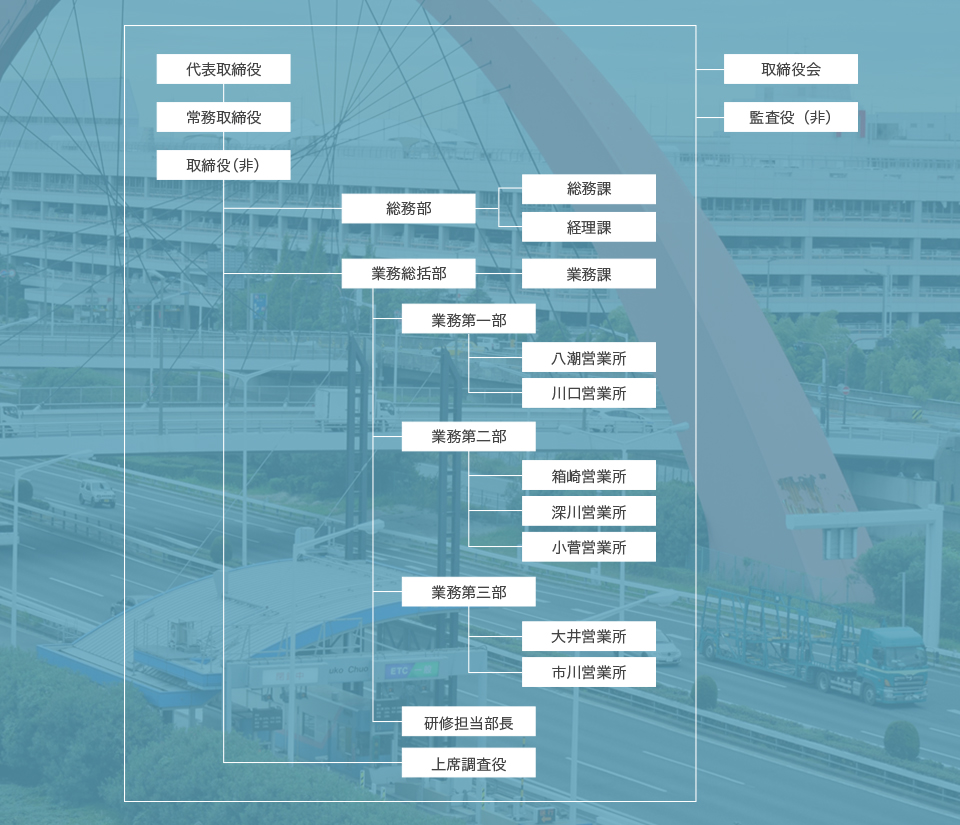 代表取締役
常務取締役
取締役(非)
取締役会
監査役（非）
総務部
総務課
経理課
業務総括部
業務課
業務第一部
八潮営業所
川口営業所
業務第二部
箱崎営業所
深川営業所
小菅営業所
業務第三部
大井営業所
市川営業所
研修担当部長
上席調査役
ETC